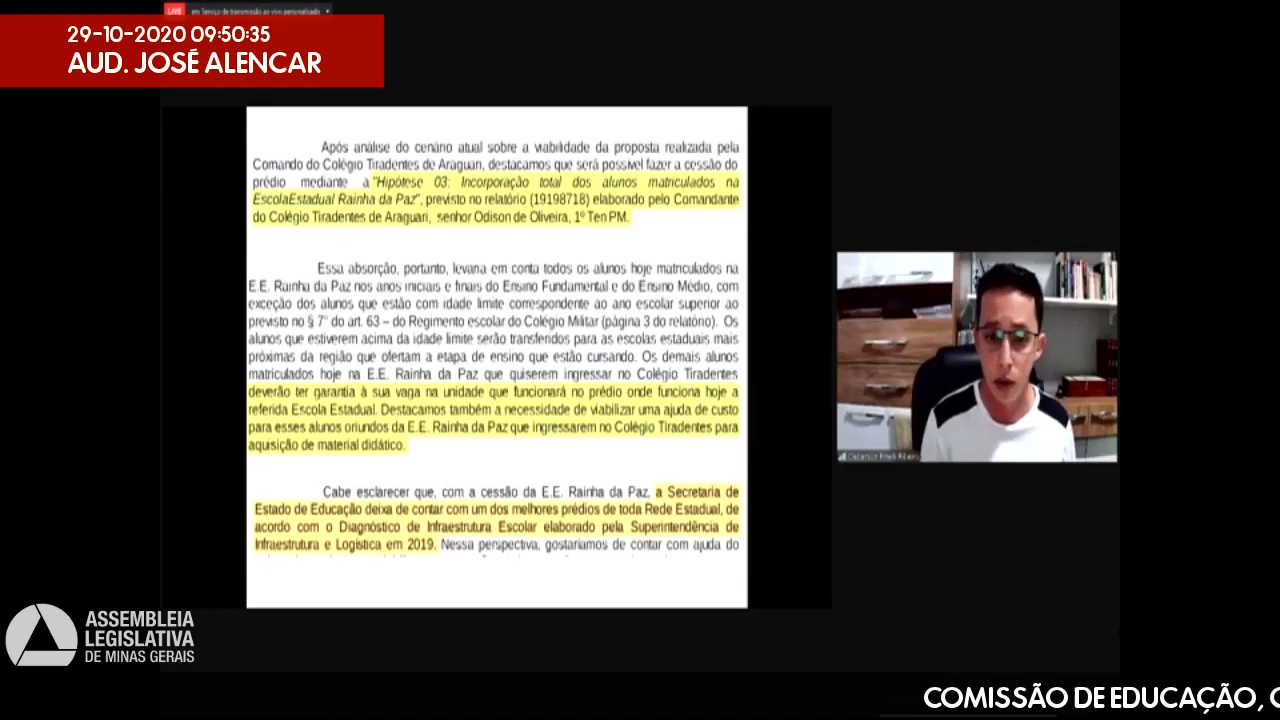 LIVE em Serviço de transmissão ao vivo personalizado
29-10-2020 09:50:35
AUD. JOSÉ ALENCAR
Após análise do cenário atual sobre a viabilidade da proposta realizada pela
Comando do Colégio Tiradentes de Araguari, destacamos que será possível fazer a cessão do
prédio mediante a "Hipótese 03: Incorporação total dos alunos matriculados na
EscolaEstadual Rainha da Paz", previsto no relatório (19198718) elaborado pelo Comandante
do Colégio Tiradentes de Araguari, senhor Odison de Oliveira, 1º Ten PM.
Essa absorção, portanto, levaria em conta todos os alunos hoje matriculados na
E.E. Rainha da Paz nos anos iniciais e finais do Ensino Fundamental e do Ensino Médio, com
exceção dos alunos que estão com idade limite correspondente ao ano escolar superior ao
previsto no § 7º do art. 63 – do Regimento escolar do Colégio Militar (página 3 do relatório). Os
alunos que estiverem acima da idade limite serão transferidos para as escolas estaduais mais
próximas da região que ofertam a etapa de ensino que estão cursando. Os demais alunos
matriculados hoje na E.E. Rainha da Paz que quiserem ingressar no Colégio Tiradentes
deverão ter garantia à sua vaga na unidade que funcionará no prédio onde funciona hoje a
referida Escola Estadual. Destacamos também a necessidade de viabilizar uma ajuda de custo
para esses alunos oriundos da E.E. Rainha da Paz que ingressarem no Colégio Tiradentes para
aquisição de material didático.
Cabe esclarecer que, com a cessão da E.E. Rainha da Paz, a Secretaria de
Estado de Educação deixa de contar com um dos melhores prédios de toda Rede Estadual, de
acordo com o Diagnóstico de Infraestrutura Escolar elaborado pela Superintendência de
Infraestrutura e Logística em 2019. Nessa perspectiva, gostaríamos de contar com ajuda do
ASSEMBLEIA
LEGISLATIVA
DE MINAS GERAIS
COMISSÃO DE EDUCAÇÃO,